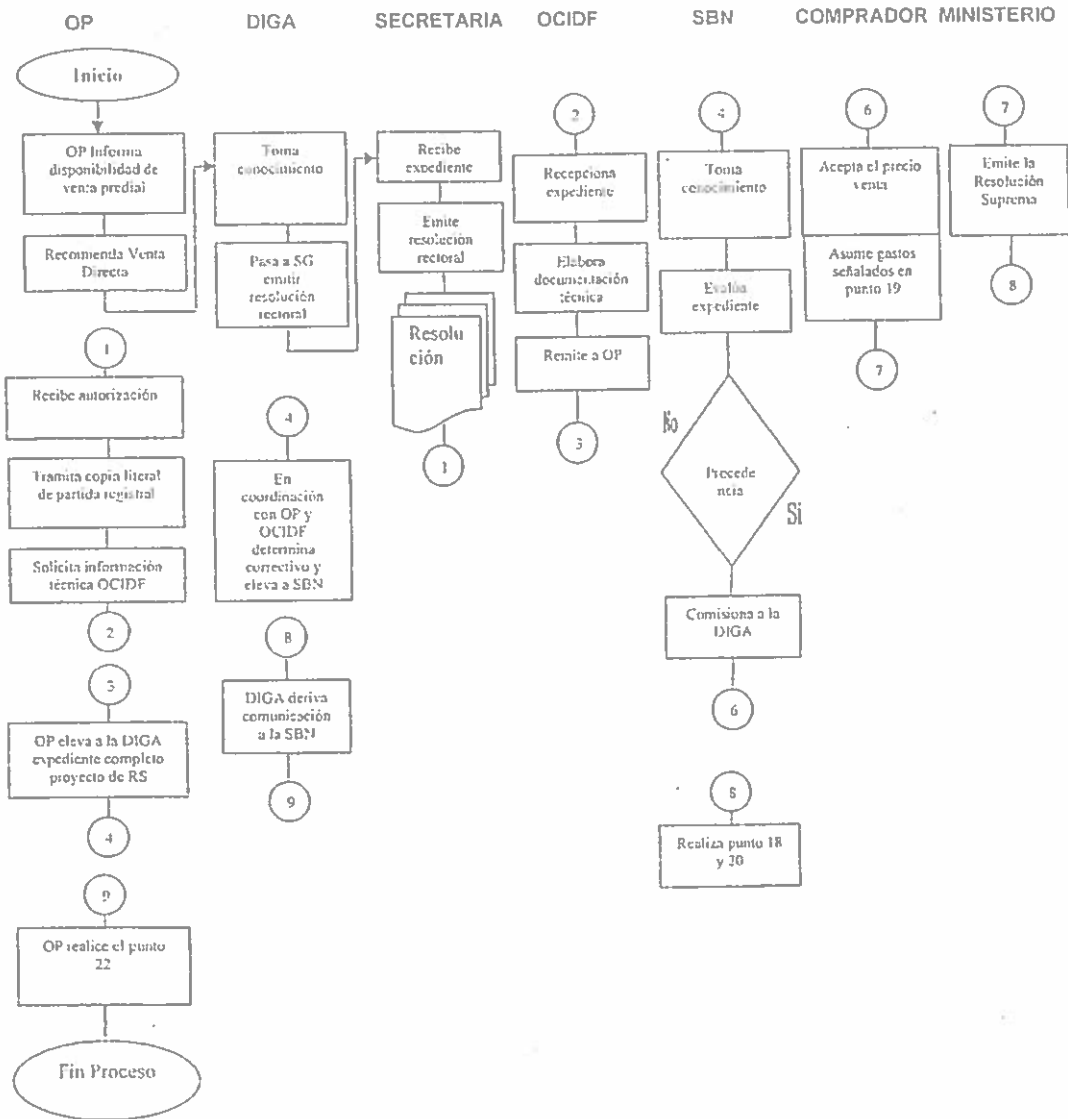 OP
DIGA
SECRETARIA
OCIDF
SBN
COMPRADOR
MINISTERIO
Inicio
OP Informa
disponibilidad de
venta predial
Recomienda Venta
Directa
1
Recibe autorización
Tramita copia literal
de partida registral
Solicita información
técnica OCIDF
2
3
OP eleva a la DIGA
expediente completo
proyecto de RS
4
9
OP realice el punto
22
Fin Proceso
Toma
conocimiento
Pasa a SG
emitir
resolución
rectoral
4
En
coordinación
con OP y
OCIDF
determina
correctivo y
eleva a SBN
8
DIGA deriva
comunicación
a la SBN
9
Recibe
expediente
Emite
resolución
rectoral
Resolu
ción
1
2
Recepciona
expediente
Elabora
documentación
técnica
Remite a OP
3
4
Toma
conocimiento
Evalúa
expediente
No
Procede
ncia
Si
Comisiona a la
DIGA
6
8
Realiza punto 18
y 20
6
Acepta el precio
venta
Asume gastos
señalados en
punto 19
7
7
Emite la
Resolución
Suprema
8